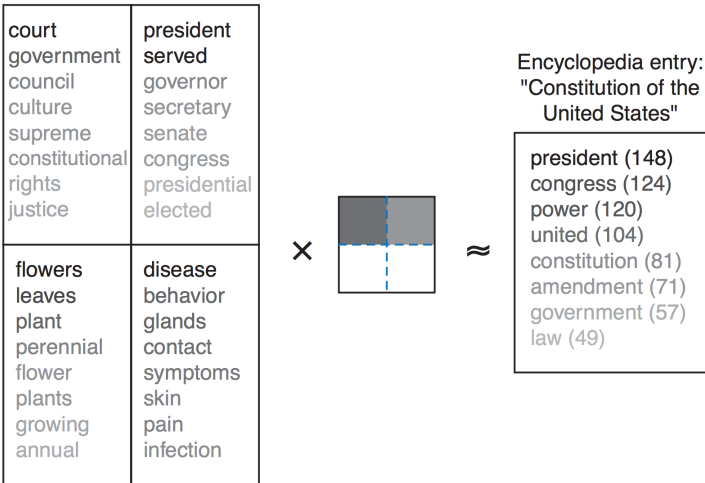 court
government
council
culture
supreme
constitutional
rights
justice
president
served
governor
secretary
senate
congress
presidential
elected
flowers
leaves
plant
perennial
flower
plants
growing
annual
disease
behavior
glands
contact
symptoms
skin
pain
infection
×
≈
Encyclopedia entry:
"Constitution of the
United States"
president (148)
congress (124)
power (120)
united (104)
constitution (81)
amendment (71)
government (57)
law (49)